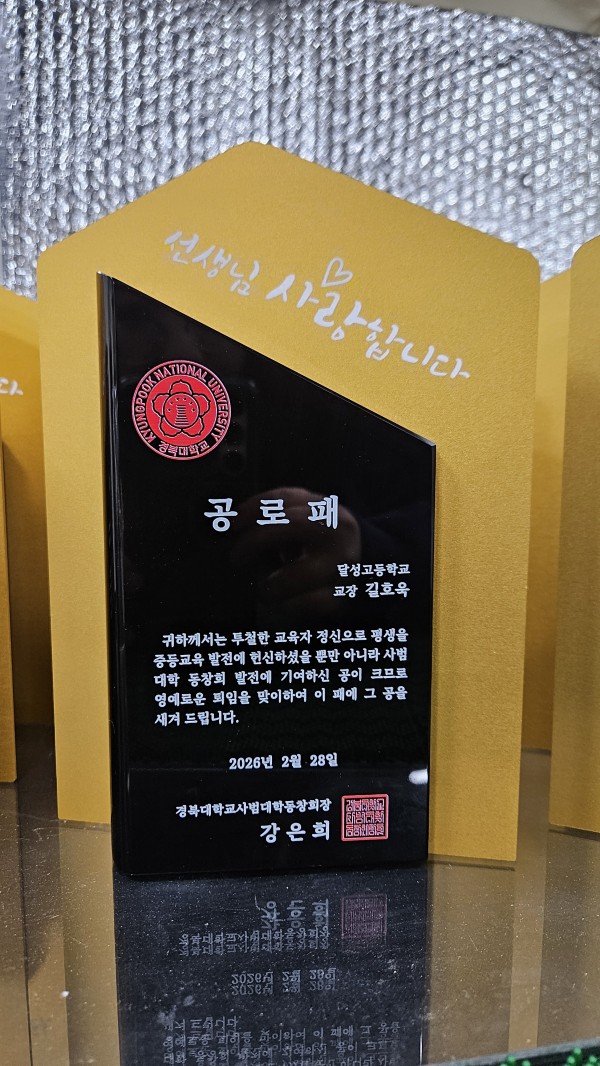 선생님 사랑합니다
다
KYUNGPOOK NATIONAL UNIVERSITY
경북대학교
공로패
달성고등학교
교장 길호욱
귀하께서는 투철한 교육자 정신으로 평생을
중등교육 발전에 헌신하셨을 뿐만 아니라 사범
대학 동창회 발전에 기여하신 공이 크므로
영예로운 퇴임을 맞이하여 이 패에 그 공을
새겨 드립니다.
2026년 2월 28일
경북대학교사범대학동창회장
강은희